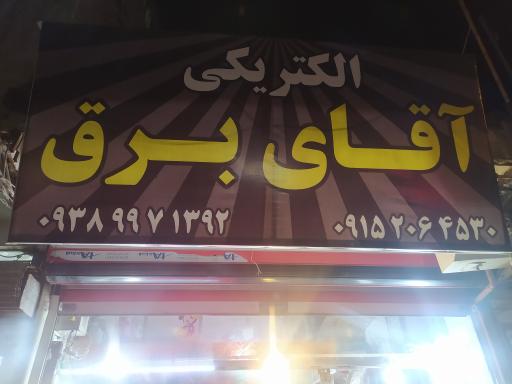 الکتریکی
آقای برق
۰۹۱۵ ۲۰۶ ۴۵۳۰
۰۹۳۸ ۹۹ ۷ ۱۳۹۲